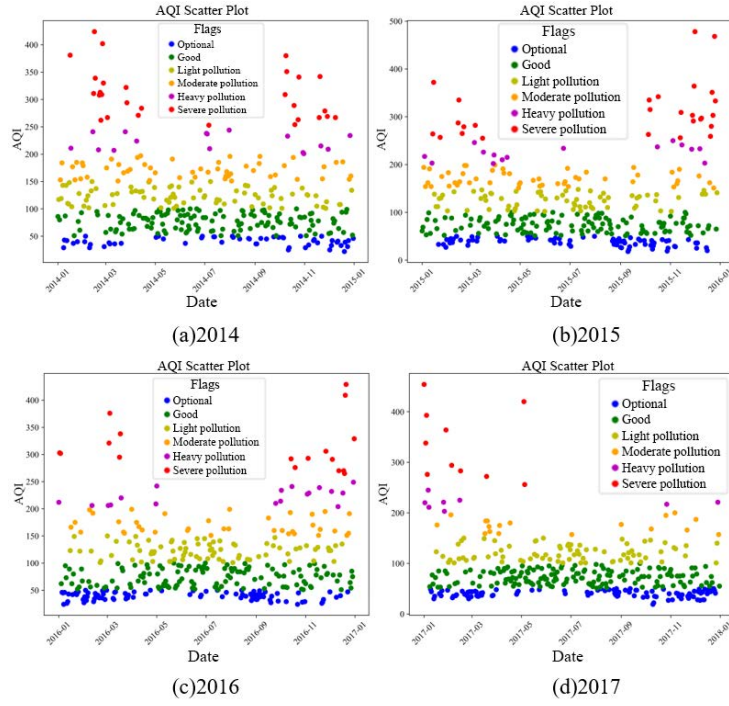 AQI Scatter Plot
Flags
Optional
Good
Light pollution
Moderate pollution
Heavy pollution
Severe pollution
400
350
300
250
200
150
100
50
AQI
2014-01
2014-03
2014-05
2014-07
2014-09
2014-11
2015-01
Date
(a)2014
AQI Scatter Plot
Flags
Optional
Good
Light pollution
Moderate pollution
Heavy pollution
Severe pollution
500
400
300
200
100
0
AQI
2015-01
2015-03
2015-05
2015-07
2015-09
2015-11
2016-01
Date
(b)2015
AQI Scatter Plot
Flags
Optional
Good
Light pollution
Moderate pollution
Heavy pollution
Severe pollution
400
350
300
250
200
150
100
50
AQI
2016-01
2016-03
2016-05
2016-07
2016-09
2016-11
2017-01
Date
(c)2016
AQI Scatter Plot
Flags
Optional
Good
Light pollution
Moderate pollution
Heavy pollution
Severe pollution
400
300
200
100
0
AQI
2017-01
2017-03
2017-05
2017-07
2017-09
2017-11
2018-01
Date
(d)2017